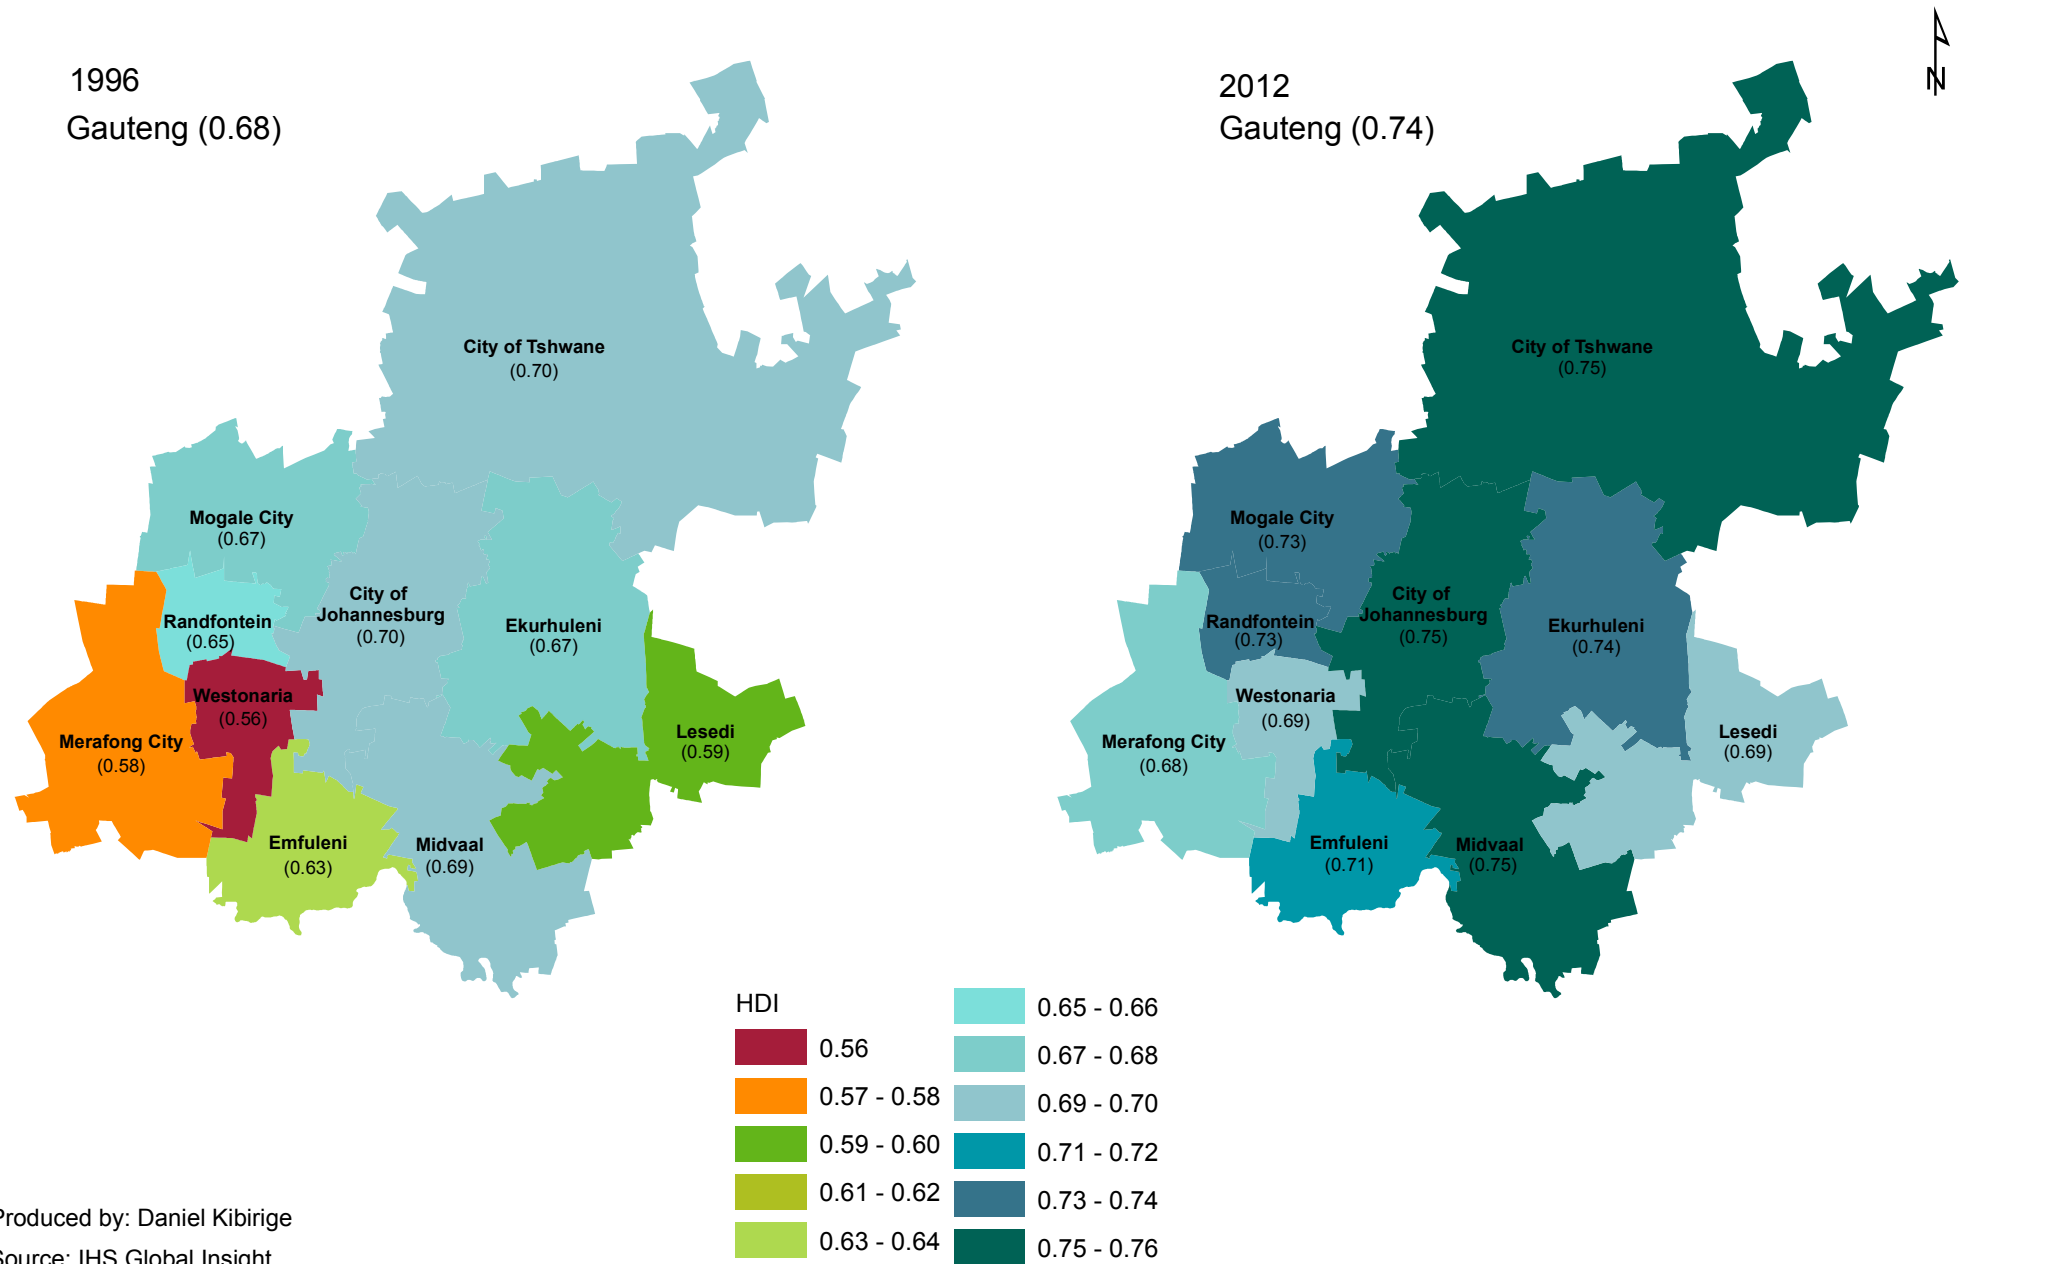 1996
Gauteng (0.68)
City of Tshwane
(0.70)
Mogale City
(0.67)
Randfontein
(0.65)
City of
Johannesburg
(0.70)
Ekurhuleni
(0.67)
Westonaria
(0.56)
Merafong City
(0.58)
Lesedi
(0.59)
Emfuleni
(0.63)
Midvaal
(0.69)
2012
Gauteng (0.74)
N
City of Tshwane
(0.75)
Mogale City
(0.73)
Randfontein
(0.73)
City of
Johannesburg
(0.75)
Ekurhuleni
(0.74)
Westonaria
(0.69)
Merafong City
(0.68)
Lesedi
(0.69)
Emfuleni
(0.71)
Midvaal
(0.75)
HDI
0.56
0.57 - 0.58
0.59 - 0.60
0.61 - 0.62
0.63 - 0.64
0.65 - 0.66
0.67 - 0.68
0.69 - 0.70
0.71 - 0.72
0.73 - 0.74
0.75 - 0.76
Produced by: Daniel Kibirige
Source: IHS Global Insight